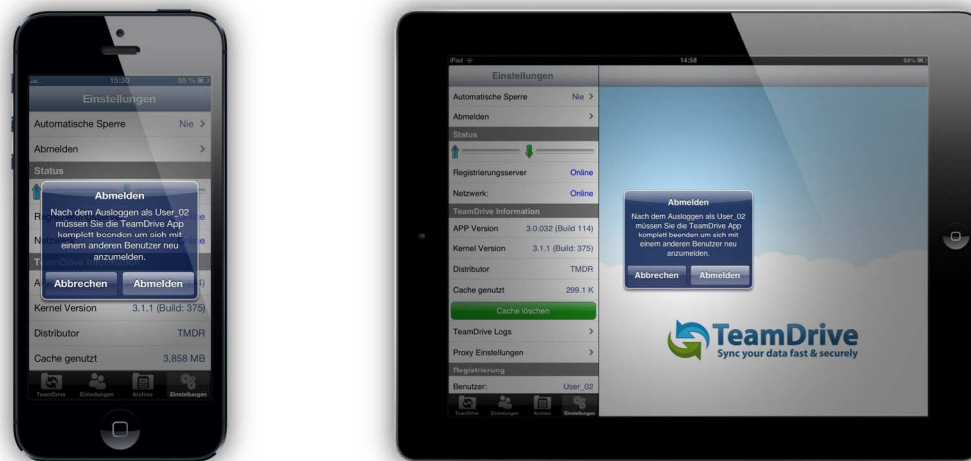 15:30
55 %
Einstellungen
Automatische Sperre Nie
Abmelden
Status
Abmelden
Nach dem Ausloggen als User_02
müssen Sie die TeamDrive App
komplett beenden um sich mit
einem anderen Benutzer neu
anzumelden.
Abbrechen Abmelden
Kernel Version 3.1.1 (Build: 375)
Distributor TMDR
Cache genutzt 3,858 MB
TeamDrive Einladungen Archive Einstellungen
iPad 14:58 69%
Einstellungen
Automatische Sperre Nie
Abmelden
Status
Registrierungsserver Online
Netzwerk: Online
TeamDrive Information
APP Version 3.0.032 (Build 114)
Kernel Version 3.1.1 (Build: 375)
Distributor TMDR
Cache genutzt 299.1 K
Cache löschen
TeamDrive Logs
Proxy Einstellungen
Registrierung
Benutzer: User_02
TeamDrive Einladungen Archive Einstellungen
Abmelden
Nach dem Ausloggen als User_02
müssen Sie die TeamDrive App
komplett beenden um sich mit
einem anderen Benutzer neu
anzumelden.
Abbrechen Abmelden
TeamDrive
Sync your data fast & securely